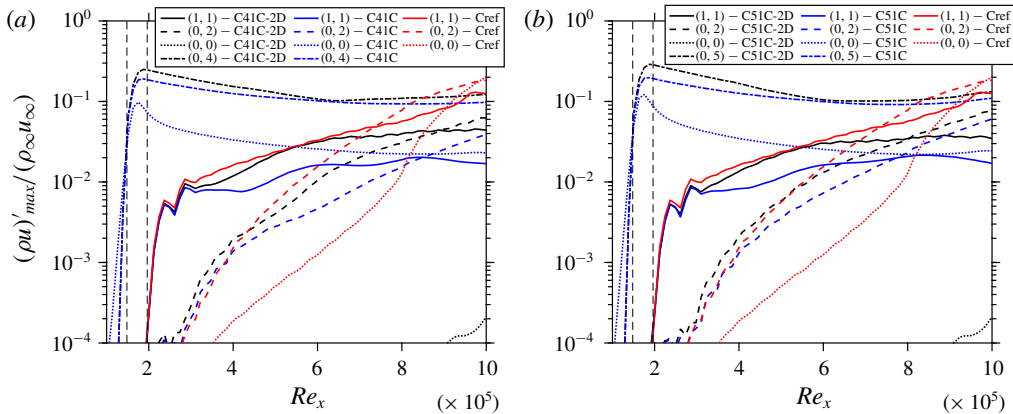 (a)
(1, 1) − C41C-2D (1, 1) − C41C (1, 1) − Cref
(0, 2) − C41C-2D (0, 2) − C41C (0, 2) − Cref
(0, 0) − C41C-2D (0, 0) − C41C (0, 0) − Cref
(0, 4) − C41C-2D (0, 4) − C41C
10^0
10^−1
10^−2
10^−3
10^−4
(ρu)′max/(ρ∞u∞)
2 4 6 8 10
Re_x (× 10^5)
(b)
(1, 1) − C51C-2D (1, 1) − C51C (1, 1) − Cref
(0, 2) − C51C-2D (0, 2) − C51C (0, 2) − Cref
(0, 0) − C51C-2D (0, 0) − C51C (0, 0) − Cref
(0, 5) − C51C-2D (0, 5) − C51C
10^0
10^−1
10^−2
10^−3
10^−4
2 4 6 8 10
Re_x (× 10^5)